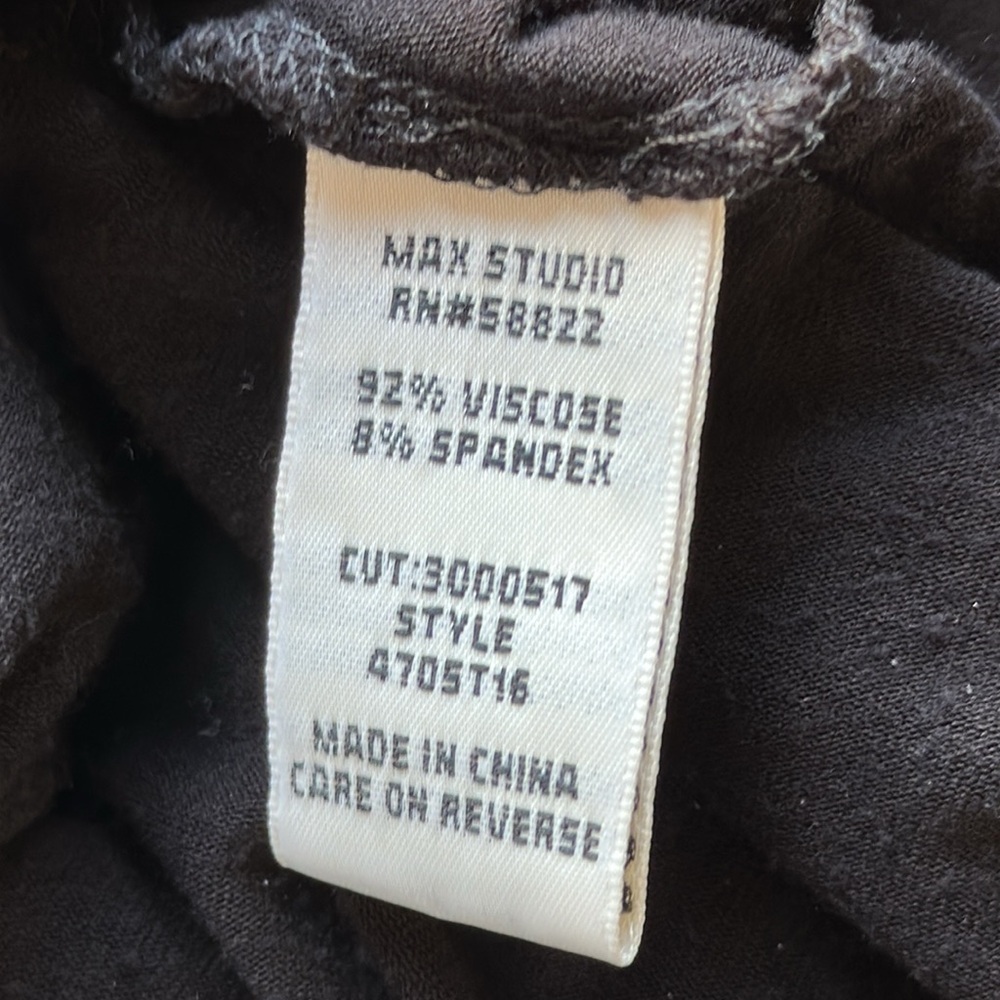 MAX STUDIO
RN#58822
92% VISCOSE
8% SPANDEX
CUT:3000517
STYLE
4705T16
MADE IN CHINA
CARE ON REVERSE